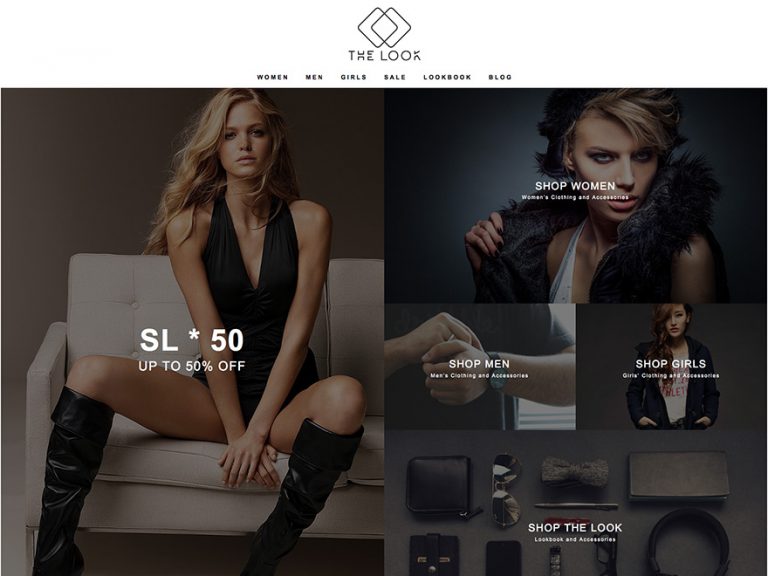 THE LOOK
WOMEN MEN GIRLS SALE LOOKBOOK BLOG
SL * 50
UP TO 50% OFF
SHOP WOMEN
Women's Clothing and Accessories
SHOP MEN
Men's Clothing and Accessories
SHOP GIRLS
Girls' Clothing and Accessories
SHOP THE LOOK
Lookbook and Accessories